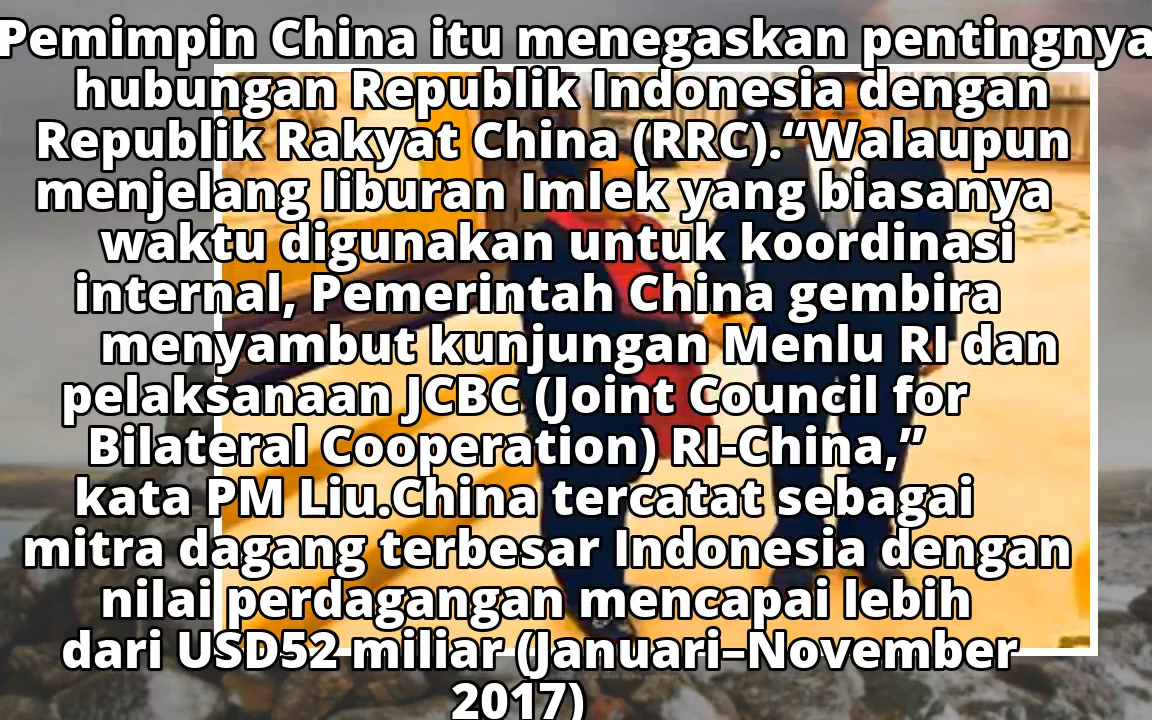 Pemimpin China itu menegaskan pentingnya
hubungan Republik Indonesia dengan
Republik Rakyat China (RRC).“Walaupun
menjelang liburan Imlek yang biasanya
waktu digunakan untuk koordinasi
internal, Pemerintah China gembira
menyambut kunjungan Menlu RI dan
pelaksanaan JCBC (Joint Council for
Bilateral Cooperation) RI-China,”
kata PM Liu.China tercatat sebagai
mitra dagang terbesar Indonesia dengan
nilai perdagangan mencapai lebih
dari USD52 miliar (Januari–November
2017)